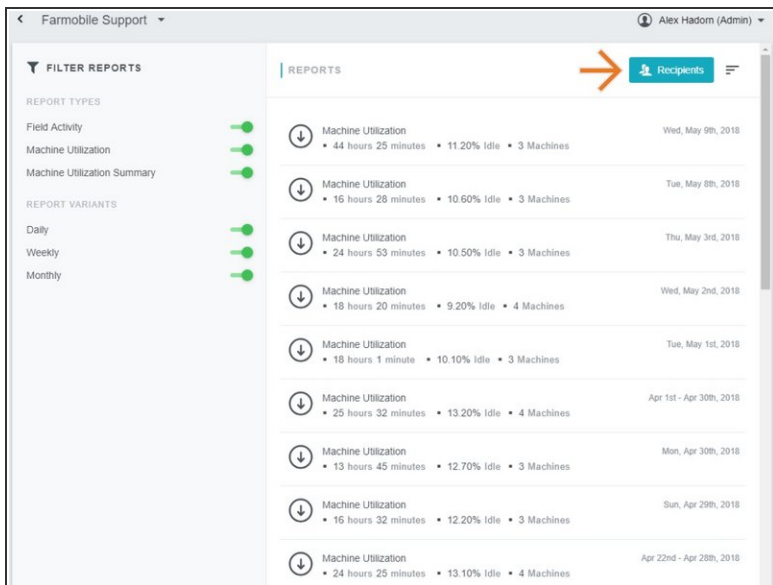 Farmobile Support
Alex Hadorn (Admin)
FILTER REPORTS
REPORT TYPES
Field Activity
Machine Utilization
Machine Utilization Summary
REPORT VARIANTS
Daily
Weekly
Monthly
REPORTS
Recipients
Machine Utilization
Wed, May 9th, 2018
▪ 44 hours 25 minutes ▪ 11.20% Idle ▪ 3 Machines
Machine Utilization
Tue, May 8th, 2018
▪ 16 hours 28 minutes ▪ 10.60% Idle ▪ 3 Machines
Machine Utilization
Thu, May 3rd, 2018
▪ 24 hours 53 minutes ▪ 10.50% Idle ▪ 3 Machines
Machine Utilization
Wed, May 2nd, 2018
▪ 18 hours 20 minutes ▪ 9.20% Idle ▪ 4 Machines
Machine Utilization
Tue, May 1st, 2018
▪ 18 hours 1 minute ▪ 10.10% Idle ▪ 3 Machines
Machine Utilization
Apr 1st - Apr 30th, 2018
▪ 25 hours 32 minutes ▪ 13.20% Idle ▪ 4 Machines
Machine Utilization
Mon, Apr 30th, 2018
▪ 13 hours 45 minutes ▪ 12.70% Idle ▪ 3 Machines
Machine Utilization
Sun, Apr 29th, 2018
▪ 16 hours 32 minutes ▪ 12.20% Idle ▪ 3 Machines
Machine Utilization
Apr 22nd - Apr 28th, 2018
▪ 24 hours 25 minutes ▪ 13.10% Idle ▪ 4 Machines